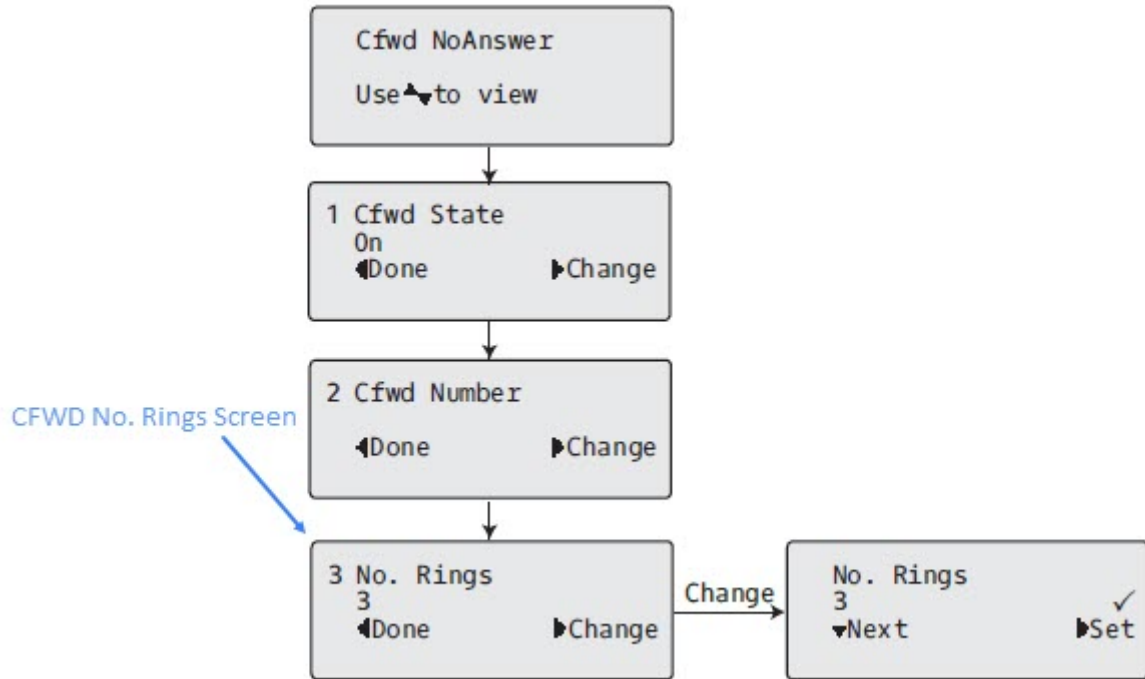 Cfwd NoAnswer
Use▲▼to view
1 Cfwd State
On
◀Done ▶Change
2 Cfwd Number
◀Done ▶Change
CFWD No. Rings Screen
3 No. Rings
3
◀Done ▶Change
Change
No. Rings
3 ✓
▼Next ▶Set